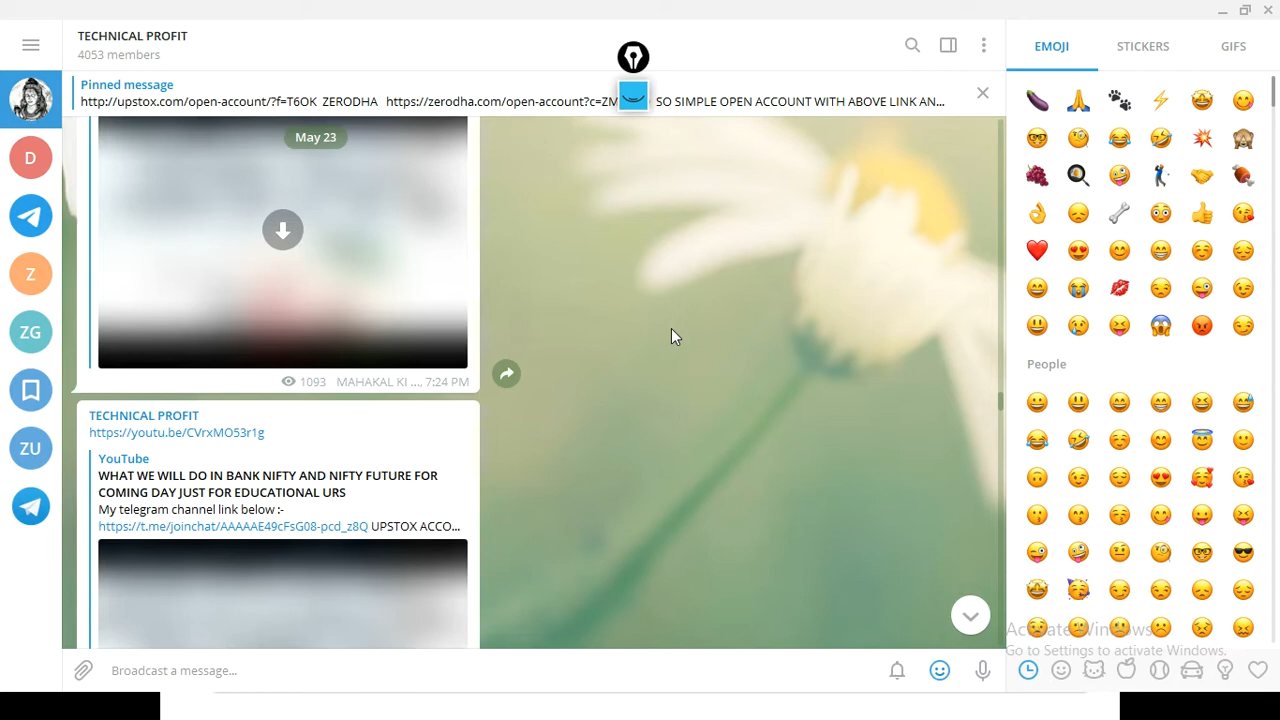 TECHNICAL PROFIT
4053 members
Pinned message
http://upstox.com/open-account/?f=T6OK ZERODHA https://zerodha.com/open-account?c=ZM SO SIMPLE OPEN ACCOUNT WITH ABOVE LINK AN...
May 23
1093 MAHAKAL KI ...., 7:24 PM
TECHNICAL PROFIT
https://youtu.be/CVrxMO53r1g
YouTube
WHAT WE WILL DO IN BANK NIFTY AND NIFTY FUTURE FOR
COMING DAY JUST FOR EDUCATIONAL URS
My telegram channel link below :-
https://t.me/joinchat/AAAAAE49cFsG08-pcd_z8Q UPSTOX ACCO...
Broadcast a message...
D
Z
ZG
ZU
EMOJI
STICKERS
GIFS
People
Activate Windows
Go to Settings to activate Windows.